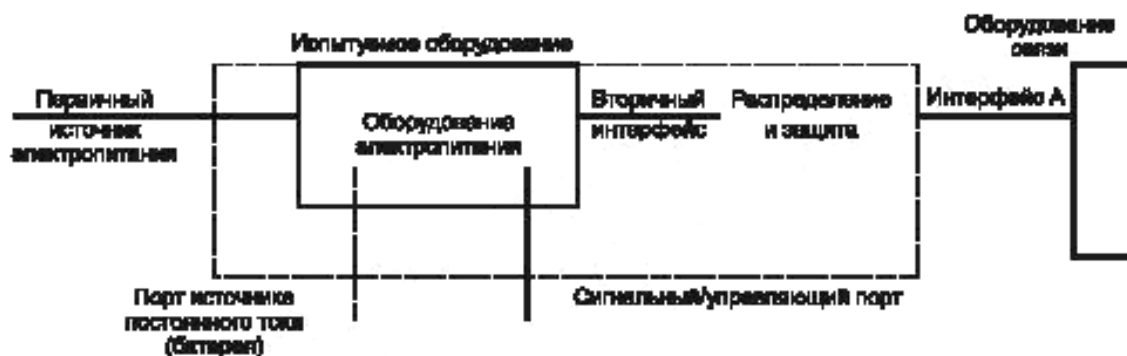 Оборудование
связи
Испытуемое оборудование
Первичный
источник
электропитания
Оборудование
электропитания
Вторичный
интерфейс
Распределение
и защита
Интерфейс А
Порт источника
постоянного тока
(батарея)
Сигнальный/управляющий порт